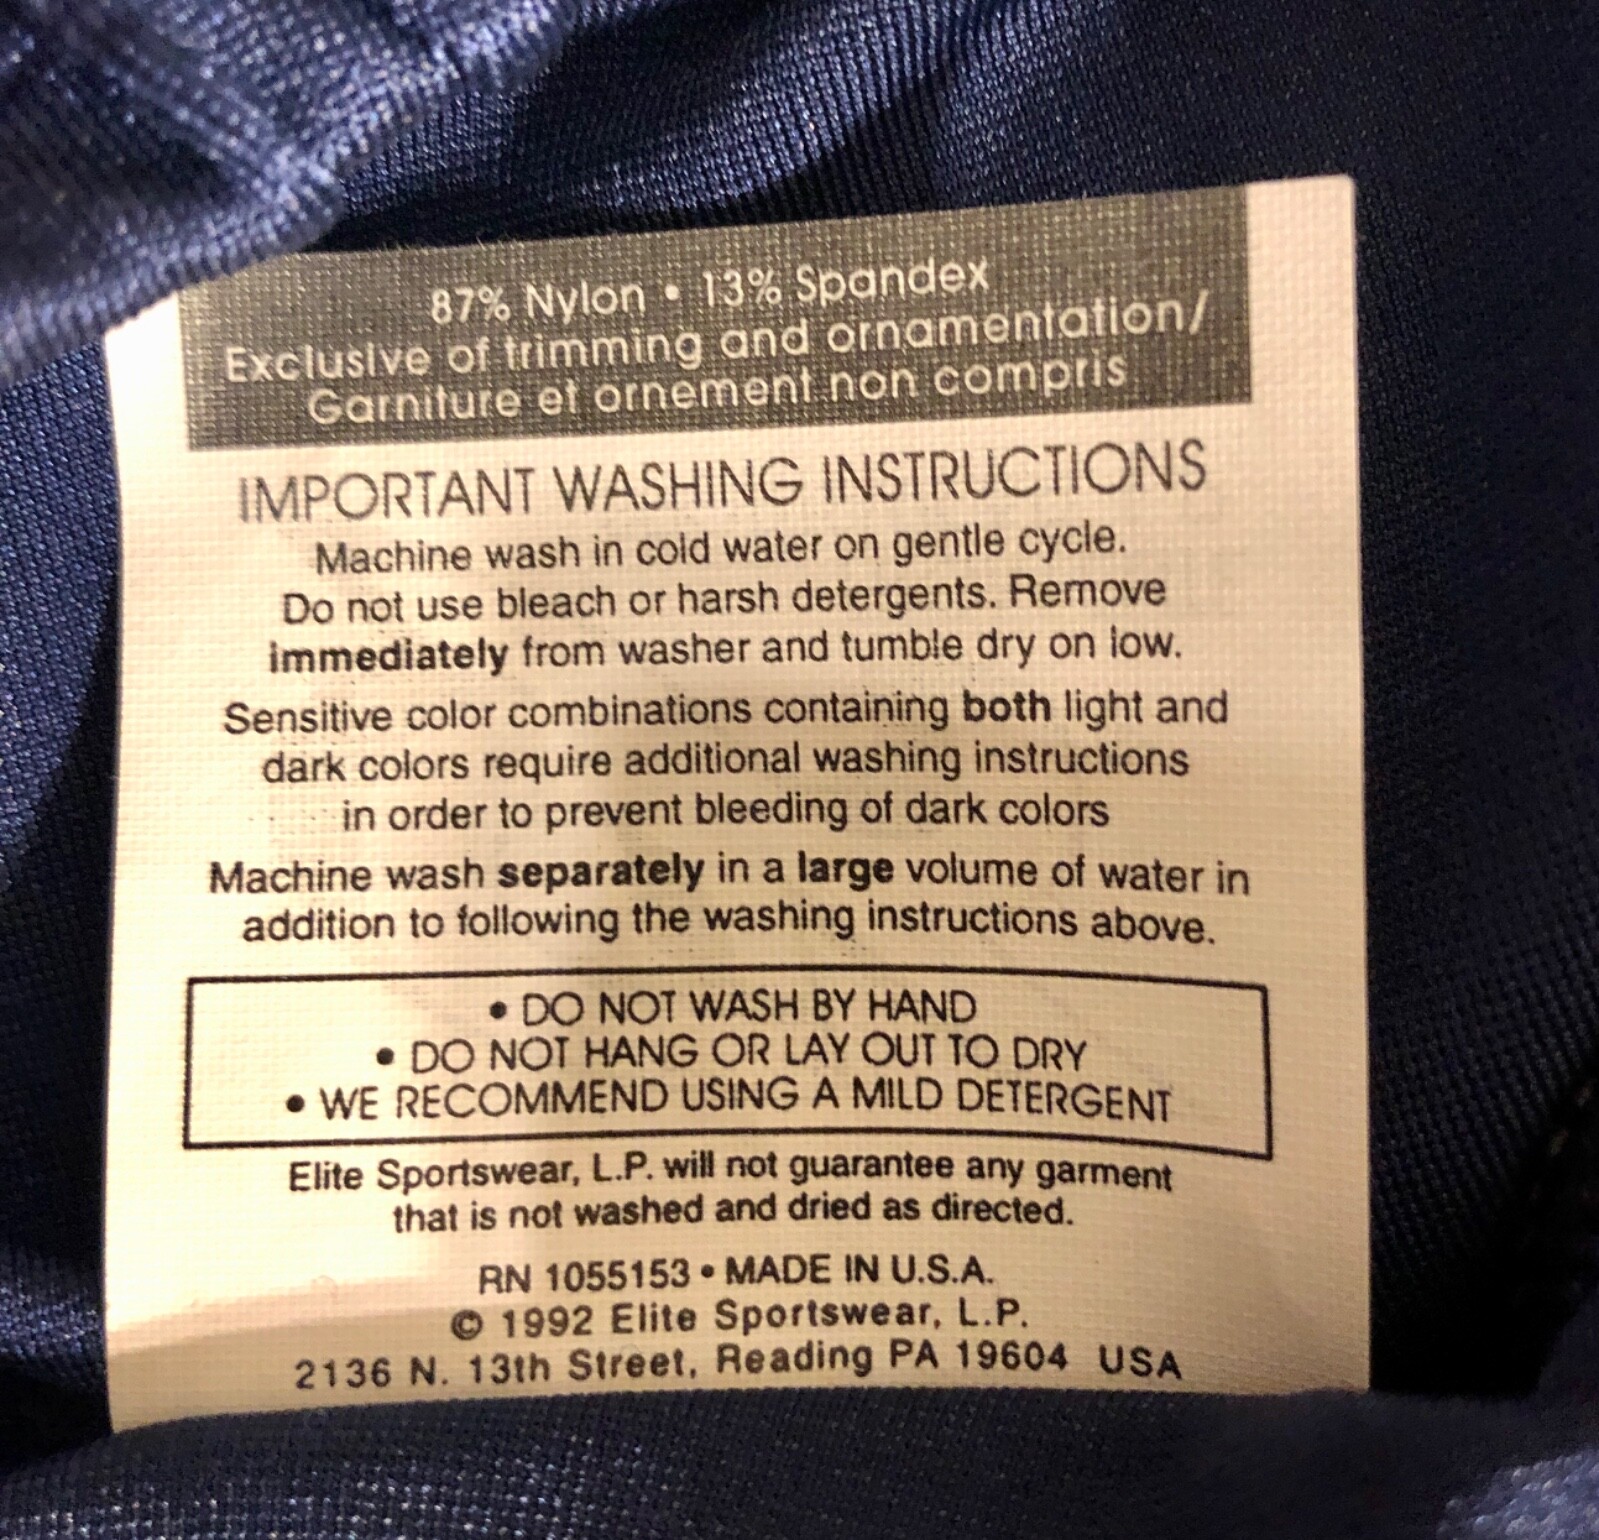 87% Nylon • 13% Spandex
Exclusive of trimming and ornamentation/
Garniture et ornement non compris
IMPORTANT WASHING INSTRUCTIONS
Machine wash in cold water on gentle cycle.
Do not use bleach or harsh detergents. Remove
immediately from washer and tumble dry on low.
Sensitive color combinations containing both light and
dark colors require additional washing instructions
in order to prevent bleeding of dark colors
Machine wash separately in a large volume of water in
addition to following the washing instructions above.
• DO NOT WASH BY HAND
• DO NOT HANG OR LAY OUT TO DRY
• WE RECOMMEND USING A MILD DETERGENT
Elite Sportswear, L.P. will not guarantee any garment
that is not washed and dried as directed.
RN 1055153 • MADE IN U.S.A.
© 1992 Elite Sportswear, L.P.
2136 N. 13th Street, Reading PA 19604 USA